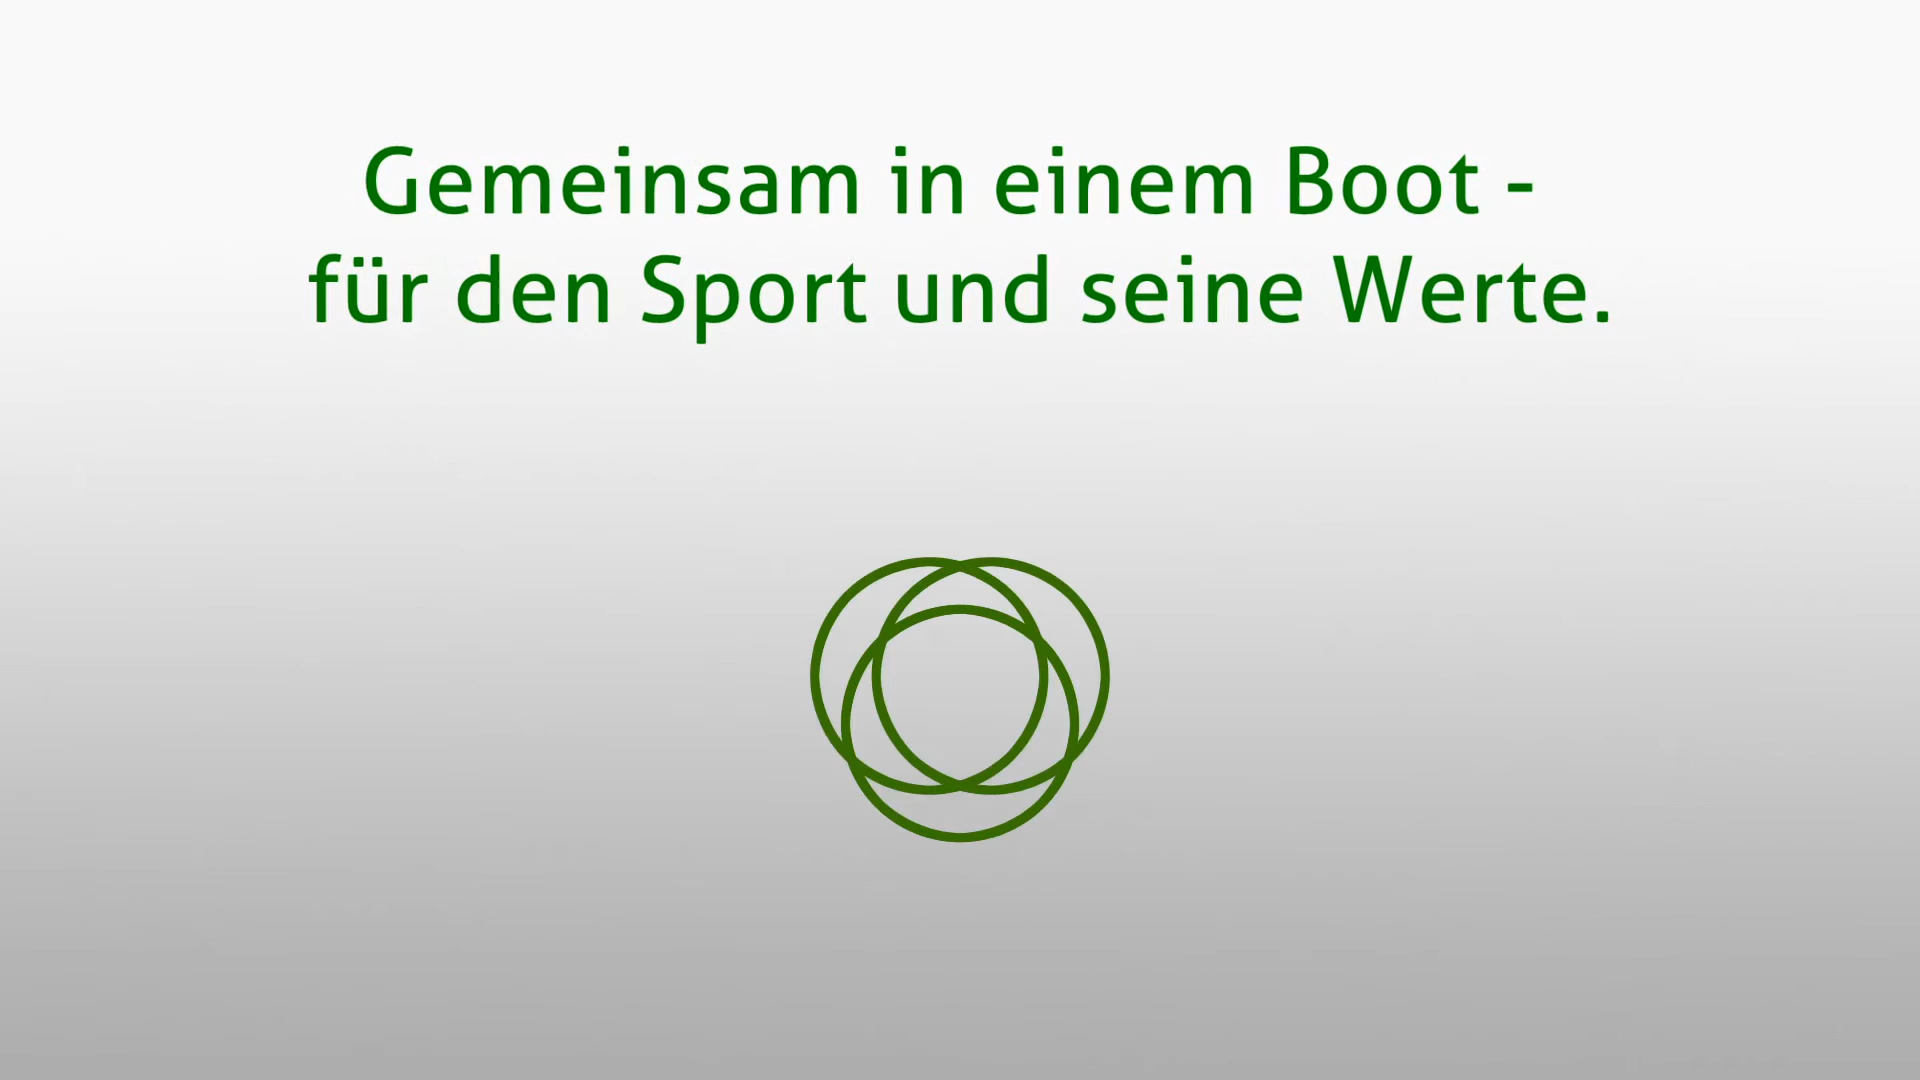 Gemeinsam in einem Boot -
für den Sport und seine Werte.